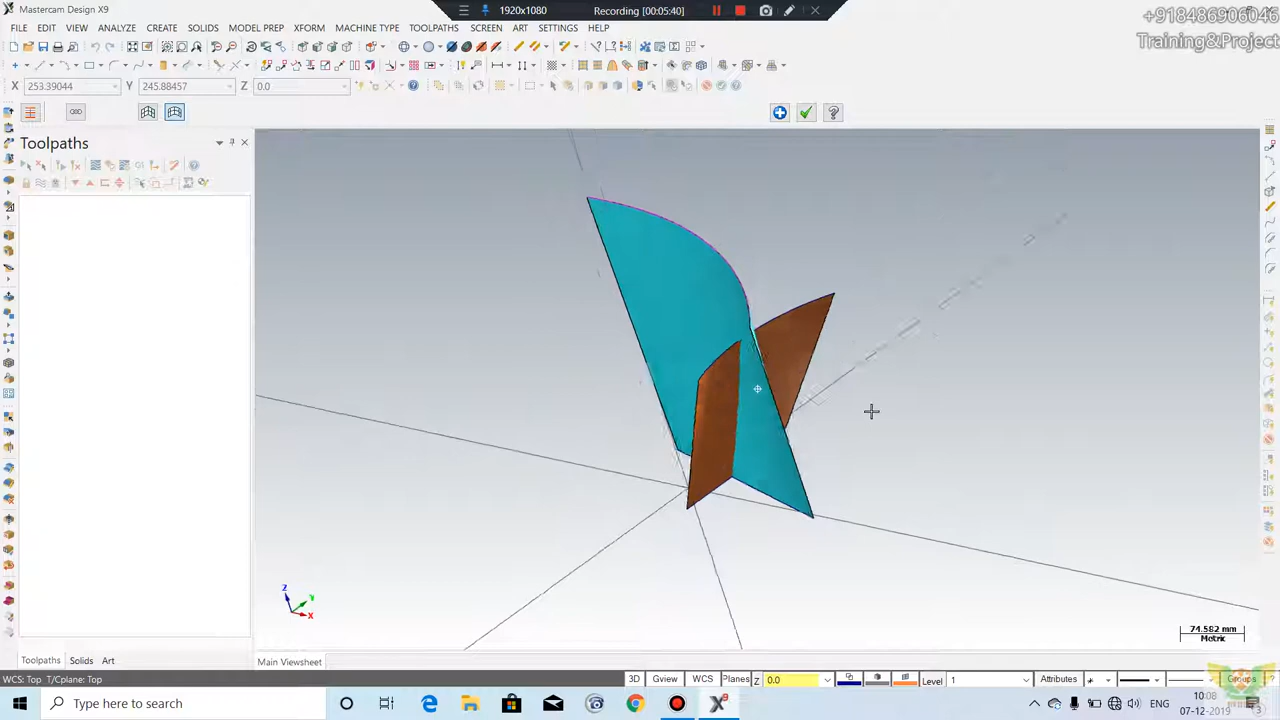 Mastercam Design X9
1920x1080
Recording [00:05:40]
+918486906046
Training&Project
FILE EDIT VIEW ANALYZE CREATE SOLIDS MODEL PREP XFORM MACHINE TYPE TOOLPATHS SCREEN ART SETTINGS HELP
X 253.39044 Y 245.88457 Z 0.0
Toolpaths
G1
Z
Y
X
74.582 mm
Metric
Toolpaths Solids Art
Main Viewsheet
WCS: Top T/Cplane: Top
3D Gview WCS Planes Z 0.0 Level 1 Attributes Groups ?
Type here to search
ENG
10:08
07-12-2019